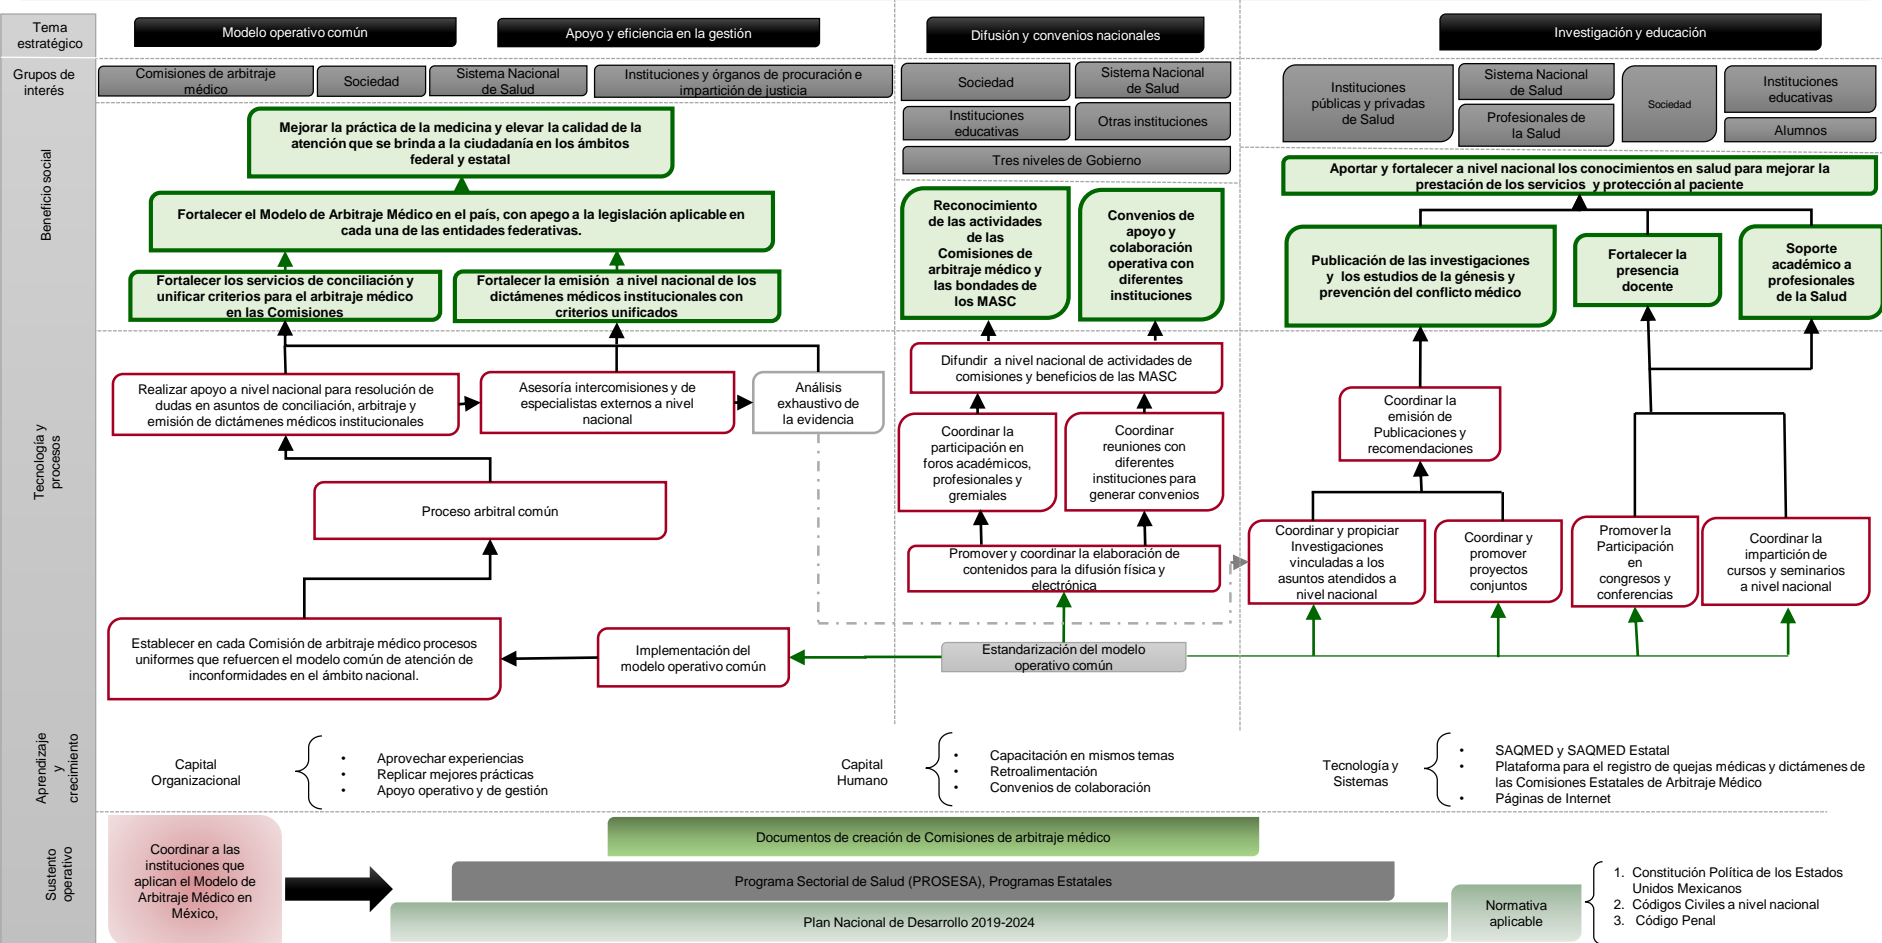 Tema
estratégico
Modelo operativo común
Apoyo y eficiencia en la gestión
Difusión y convenios nacionales
Investigación y educación
Grupos de
interés
Comisiones de arbitraje
médico
Sociedad
Sistema Nacional
de Salud
Instituciones y órganos de procuración e
impartición de justicia
Sociedad
Sistema Nacional
de Salud
Instituciones
educativas
Otras instituciones
Tres niveles de Gobierno
Instituciones
públicas y privadas
de Salud
Sistema Nacional
de Salud
Profesionales de
la Salud
Sociedad
Instituciones
educativas
Alumnos
Beneficio social
Mejorar la práctica de la medicina y elevar la calidad de la
atención que se brinda a la ciudadanía en los ámbitos
federal y estatal
Fortalecer el Modelo de Arbitraje Médico en el país, con apego a la legislación aplicable en
cada una de las entidades federativas.
Fortalecer los servicios de conciliación y
unificar criterios para el arbitraje médico
en las Comisiones
Fortalecer la emisión a nivel nacional de los
dictámenes médicos institucionales con
criterios unificados
Reconocimiento
de las actividades
de las
Comisiones de
arbitraje médico y
las bondades de
los MASC
Convenios de
apoyo y
colaboración
operativa con
diferentes
instituciones
Aportar y fortalecer a nivel nacional los conocimientos en salud para mejorar la
prestación de los servicios y protección al paciente
Publicación de las investigaciones
y los estudios de la génesis y
prevención del conflicto médico
Fortalecer la
presencia
docente
Soporte
académico a
profesionales
de la Salud
Tecnología y
procesos
Realizar apoyo a nivel nacional para resolución de
dudas en asuntos de conciliación, arbitraje y
emisión de dictámenes médicos institucionales
Asesoría intercomisiones y de
especialistas externos a nivel
nacional
Análisis
exhaustivo de
la evidencia
Proceso arbitral común
Establecer en cada Comisión de arbitraje médico procesos
uniformes que refuercen el modelo común de atención de
inconformidades en el ámbito nacional.
Implementación del
modelo operativo común
Difundir a nivel nacional de actividades de
comisiones y beneficios de las MASC
Coordinar la
participación en
foros académicos,
profesionales y
gremiales
Coordinar
reuniones con
diferentes
instituciones para
generar convenios
Promover y coordinar la elaboración de
contenidos para la difusión física y
electrónica
Estandarización del modelo
operativo común
Coordinar la
emisión de
Publicaciones y
recomendaciones
Coordinar y propiciar
Investigaciones
vinculadas a los
asuntos atendidos a
nivel nacional
Coordinar y
promover
proyectos
conjuntos
Promover la
Participación
en
congresos y
conferencias
Coordinar la
impartición de
cursos y seminarios
a nivel nacional
Aprendizaje
y
crecimiento
Capital
Organizacional
• Aprovechar experiencias
• Replicar mejores prácticas
• Apoyo operativo y de gestión
Capital
Humano
• Capacitación en mismos temas
• Retroalimentación
• Convenios de colaboración
Tecnología y
Sistemas
• SAQMED y SAQMED Estatal
• Plataforma para el registro de quejas médicas y dictámenes de
las Comisiones Estatales de Arbitraje Médico
• Páginas de Internet
Sustento
operativo
Coordinar a las
instituciones que
aplican el Modelo de
Arbitraje Médico en
México,
Documentos de creación de Comisiones de arbitraje médico
Programa Sectorial de Salud (PROSESA), Programas Estatales
Plan Nacional de Desarrollo 2019-2024
Normativa
aplicable
1. Constitución Política de los Estados
Unidos Mexicanos
2. Códigos Civiles a nivel nacional
3. Código Penal